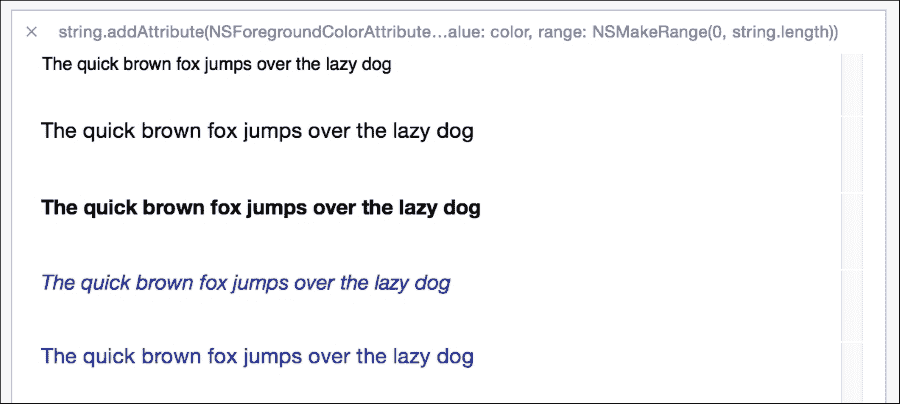 × string.addAttribute(NSForegroundColorAttribute…alue: color, range: NSMakeRange(0, string.length))
The quick brown fox jumps over the lazy dog
The quick brown fox jumps over the lazy dog
The quick brown fox jumps over the lazy dog
The quick brown fox jumps over the lazy dog
The quick brown fox jumps over the lazy dog